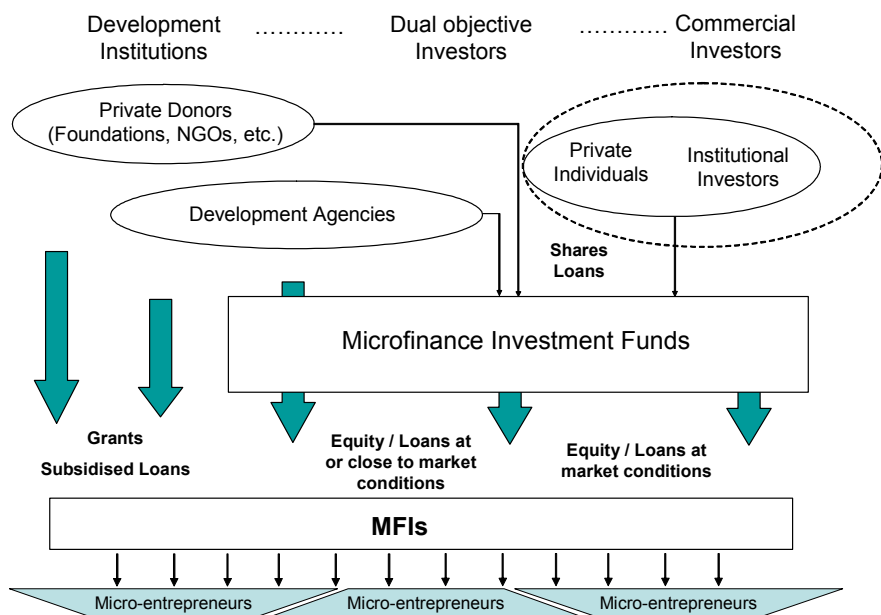 Development
Institutions
............
Dual objective
Investors
............
Commercial
Investors
Private Donors
(Foundations, NGOs, etc.)
Private
Individuals
Institutional
Investors
Development Agencies
Shares
Loans
Microfinance Investment Funds
Grants
Subsidised Loans
Equity / Loans at
or close to market
conditions
Equity / Loans at
market conditions
MFIs
Micro-entrepreneurs
Micro-entrepreneurs
Micro-entrepreneurs